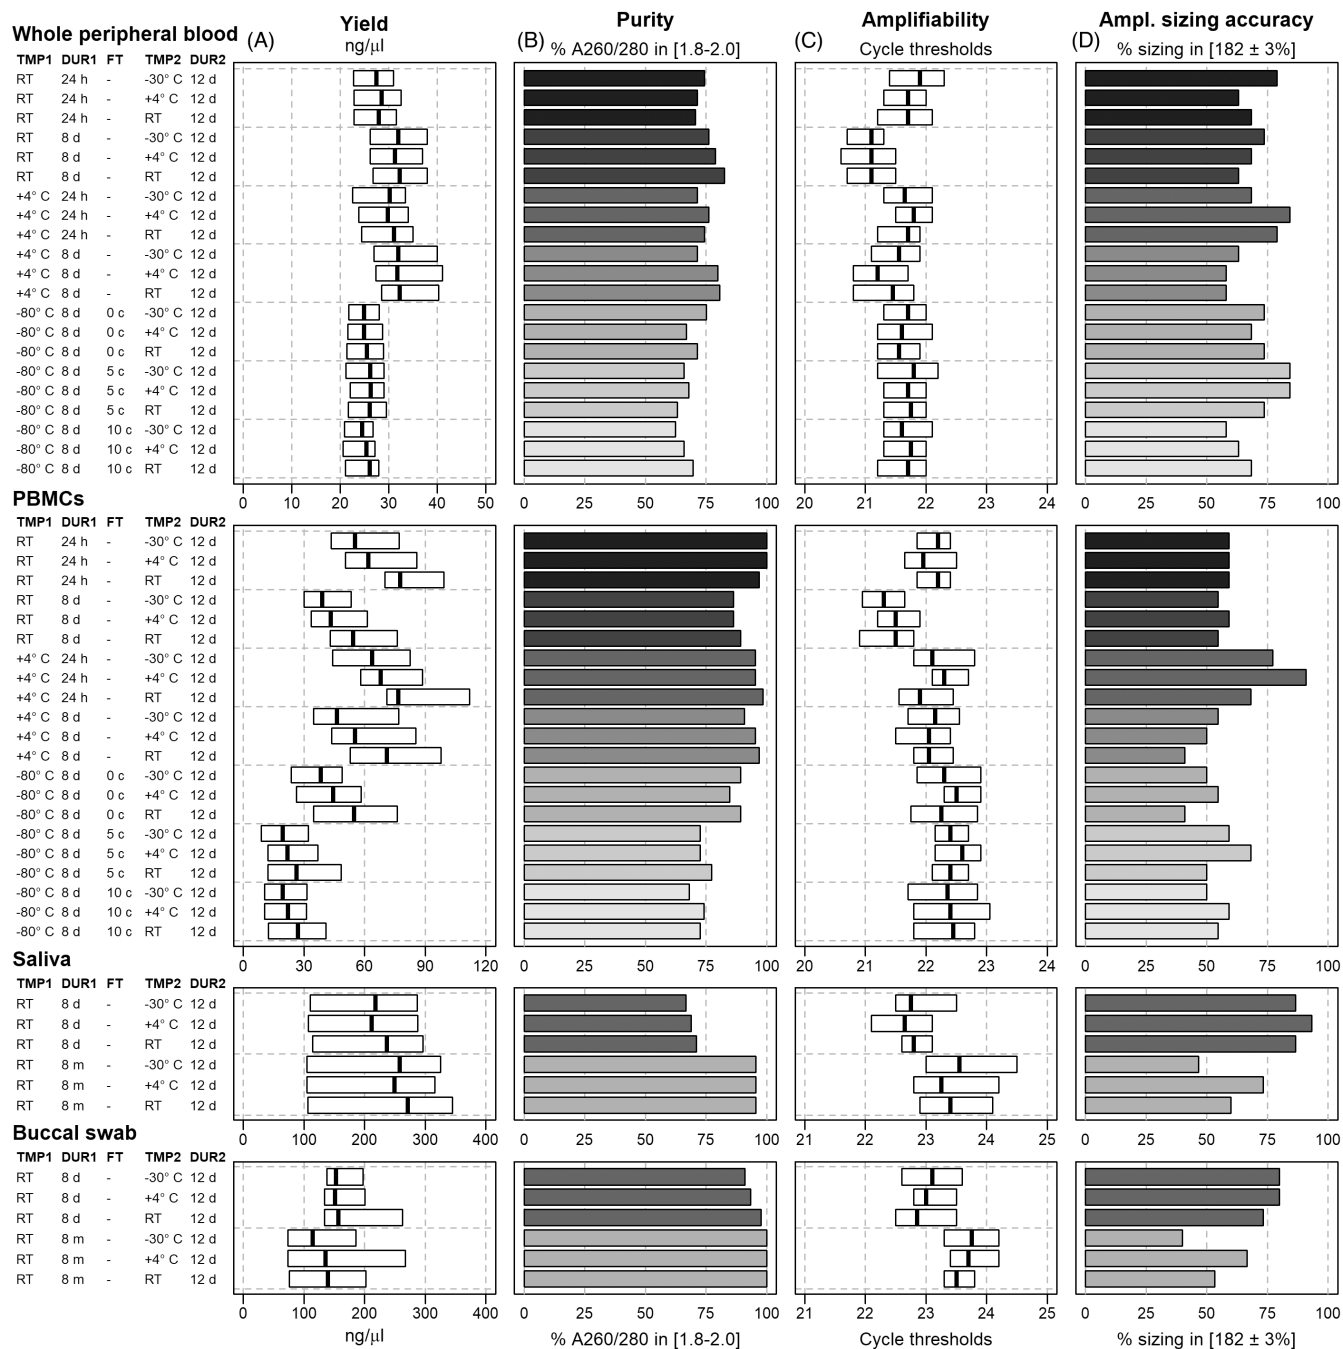 Yield
Purity
Amplifiability
Ampl. sizing accuracy
Whole peripheral blood (A) ng/µl (B) % A260/280 in [1.8-2.0] (C) Cycle thresholds (D) % sizing in [182 ± 3%]
TMP1 DUR1 FT TMP2 DUR2
RT 24 h - -30° C 12 d
RT 24 h - +4° C 12 d
RT 24 h - RT 12 d
RT 8 d - -30° C 12 d
RT 8 d - +4° C 12 d
RT 8 d - RT 12 d
+4° C 24 h - -30° C 12 d
+4° C 24 h - +4° C 12 d
+4° C 24 h - RT 12 d
+4° C 8 d - -30° C 12 d
+4° C 8 d - +4° C 12 d
+4° C 8 d - RT 12 d
-80° C 8 d 0 c -30° C 12 d
-80° C 8 d 0 c +4° C 12 d
-80° C 8 d 0 c RT 12 d
-80° C 8 d 5 c -30° C 12 d
-80° C 8 d 5 c +4° C 12 d
-80° C 8 d 5 c RT 12 d
-80° C 8 d 10 c -30° C 12 d
-80° C 8 d 10 c +4° C 12 d
-80° C 8 d 10 c RT 12 d
0 10 20 30 40 50 0 25 50 75 100 20 21 22 23 24 0 25 50 75 100
PBMCs
TMP1 DUR1 FT TMP2 DUR2
RT 24 h - -30° C 12 d
RT 24 h - +4° C 12 d
RT 24 h - RT 12 d
RT 8 d - -30° C 12 d
RT 8 d - +4° C 12 d
RT 8 d - RT 12 d
+4° C 24 h - -30° C 12 d
+4° C 24 h - +4° C 12 d
+4° C 24 h - RT 12 d
+4° C 8 d - -30° C 12 d
+4° C 8 d - +4° C 12 d
+4° C 8 d - RT 12 d
-80° C 8 d 0 c -30° C 12 d
-80° C 8 d 0 c +4° C 12 d
-80° C 8 d 0 c RT 12 d
-80° C 8 d 5 c -30° C 12 d
-80° C 8 d 5 c +4° C 12 d
-80° C 8 d 5 c RT 12 d
-80° C 8 d 10 c -30° C 12 d
-80° C 8 d 10 c +4° C 12 d
-80° C 8 d 10 c RT 12 d
0 30 60 90 120 0 25 50 75 100 20 21 22 23 24 0 25 50 75 100
Saliva
TMP1 DUR1 FT TMP2 DUR2
RT 8 d - -30° C 12 d
RT 8 d - +4° C 12 d
RT 8 d - RT 12 d
RT 8 m - -30° C 12 d
RT 8 m - +4° C 12 d
RT 8 m - RT 12 d
0 100 200 300 400 0 25 50 75 100 21 22 23 24 25 0 25 50 75 100
Buccal swab
TMP1 DUR1 FT TMP2 DUR2
RT 8 d - -30° C 12 d
RT 8 d - +4° C 12 d
RT 8 d - RT 12 d
RT 8 m - -30° C 12 d
RT 8 m - +4° C 12 d
RT 8 m - RT 12 d
0 100 200 300 400 0 25 50 75 100 21 22 23 24 25 0 25 50 75 100
ng/µl % A260/280 in [1.8-2.0] Cycle thresholds % sizing in [182 ± 3%]